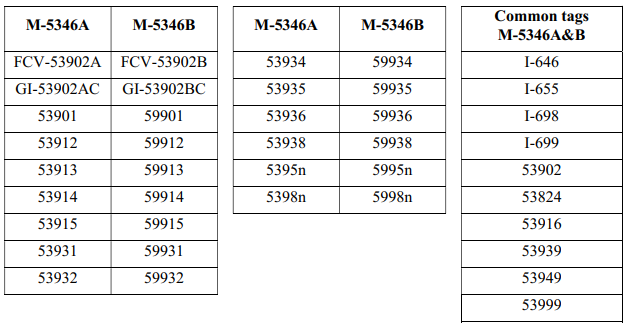 M-5346A M-5346B
FCV-53902A FCV-53902B
GI-53902AC GI-53902BC
53901 59901
53912 59912
53913 59913
53914 59914
53915 59915
53931 59931
53932 59932
M-5346A M-5346B
53934 59934
53935 59935
53936 59936
53938 59938
5395n 5995n
5398n 5998n
Common tags
M-5346A&B
I-646
I-655
I-698
I-699
53902
53824
53916
53939
53949
53999